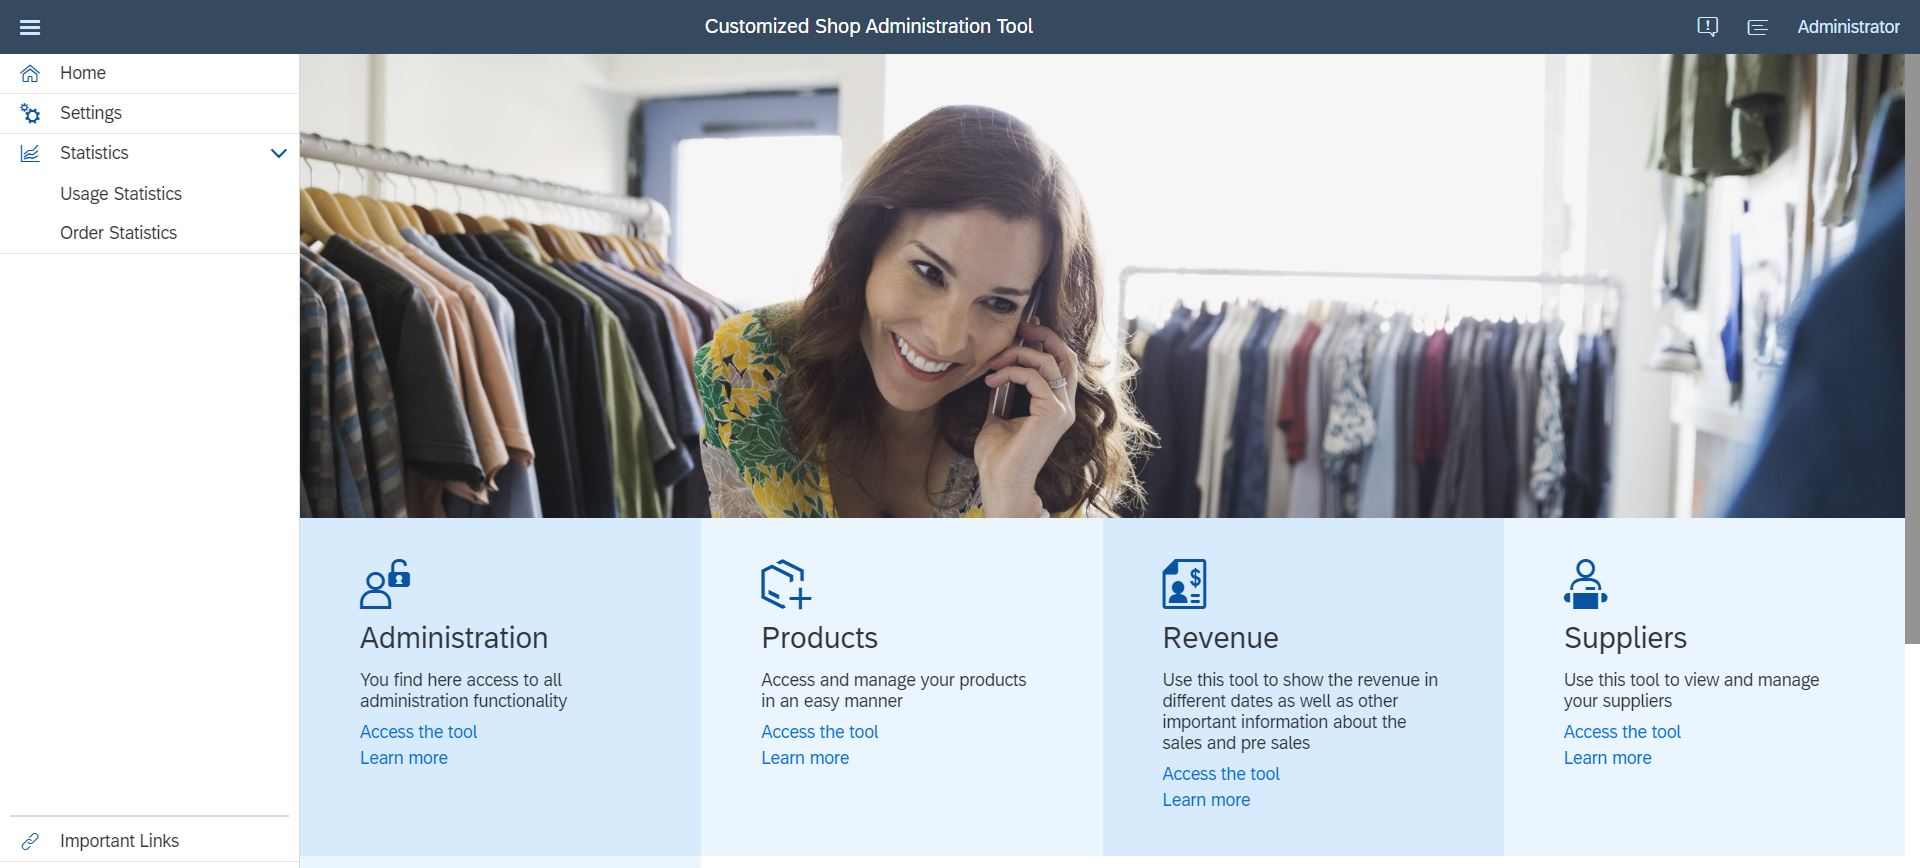 Customized Shop Administration Tool
Administrator
Home
Settings
Statistics
Usage Statistics
Order Statistics
Important Links
Administration
You find here access to all
administration functionality
Access the tool
Learn more
Products
Access and manage your products
in an easy manner
Access the tool
Learn more
Revenue
Use this tool to show the revenue in
different dates as well as other
important information about the
sales and pre sales
Access the tool
Learn more
Suppliers
Use this tool to view and manage
your suppliers
Access the tool
Learn more